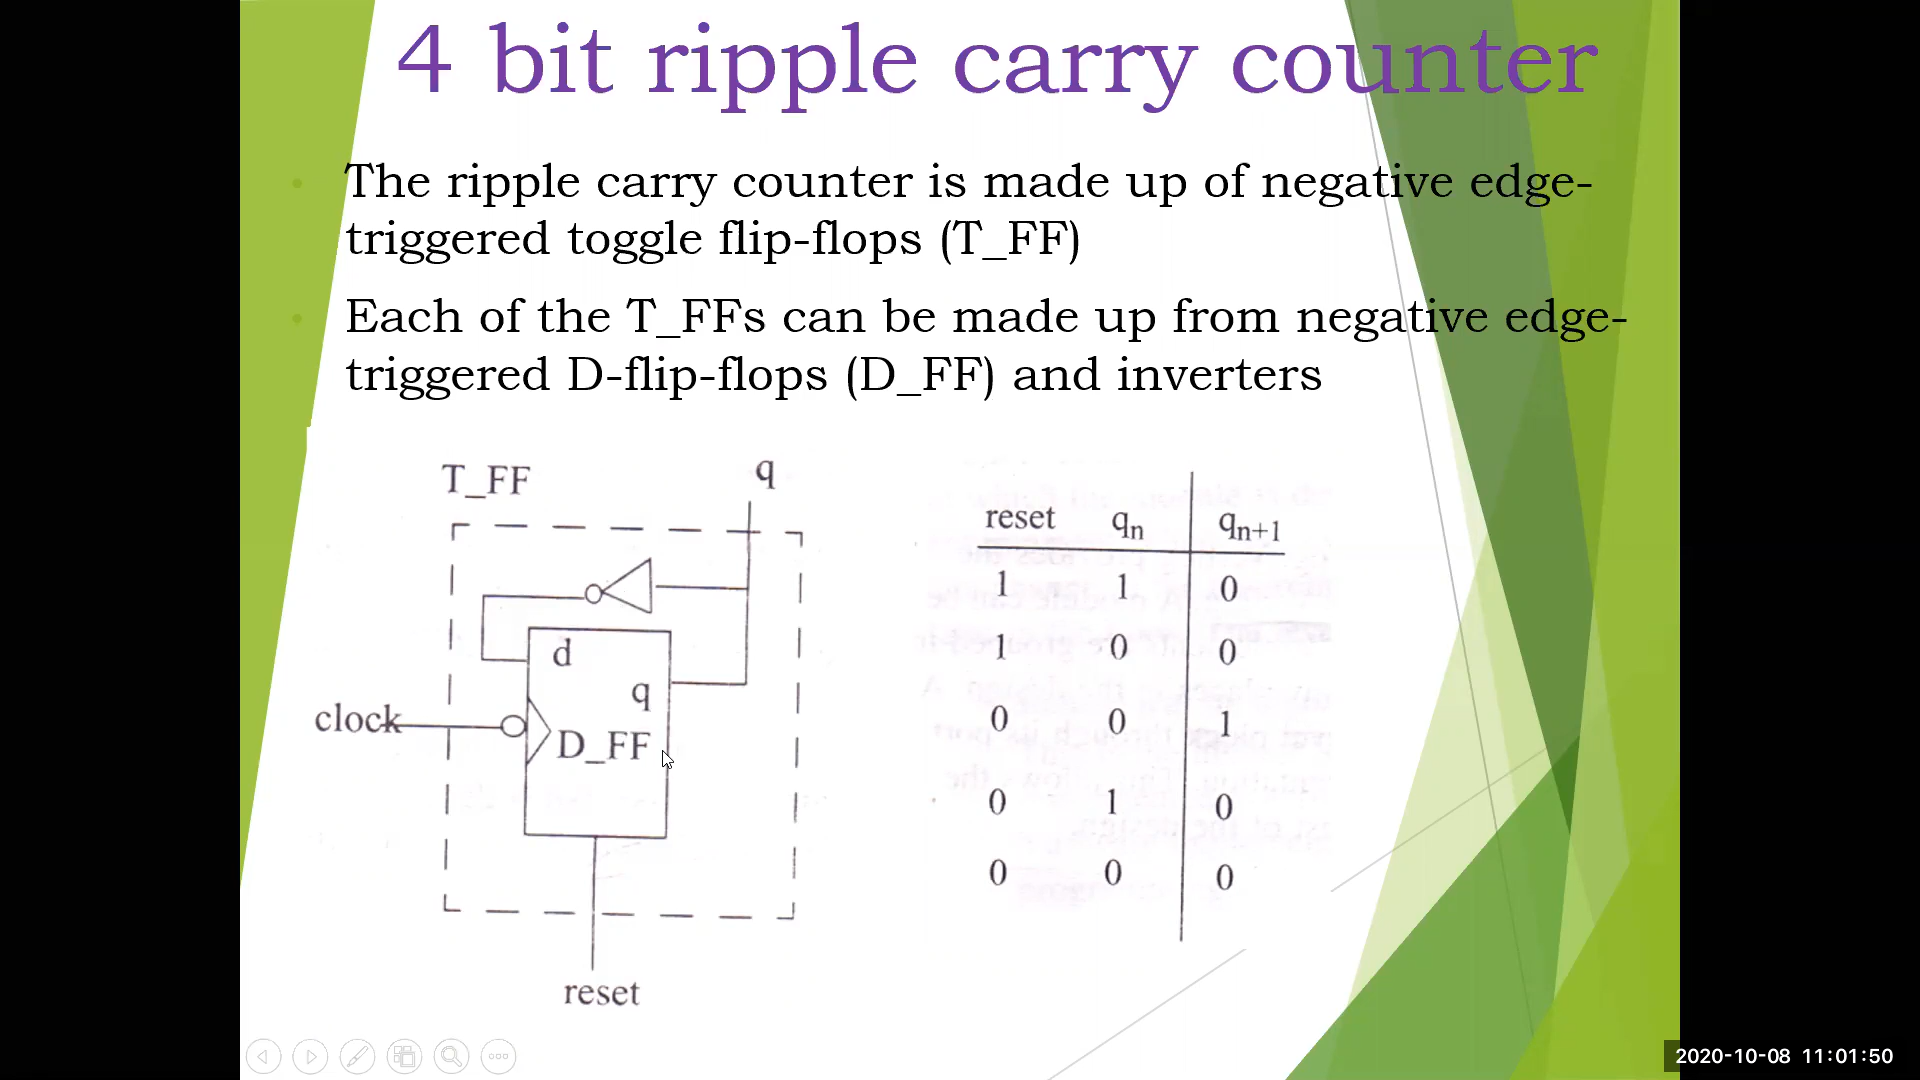 4 bit ripple carry counter
The ripple carry counter is made up of negative edge-
triggered toggle flip-flops (T_FF)
Each of the T_FFs can be made up from negative edge-
triggered D-flip-flops (D_FF) and inverters
T_FF
q
d
q
clock
D_FF
reset
reset qn qn+1
1 1 0
1 0 0
0 0 1
0 1 0
0 0 0
2020-10-08 11:01:50